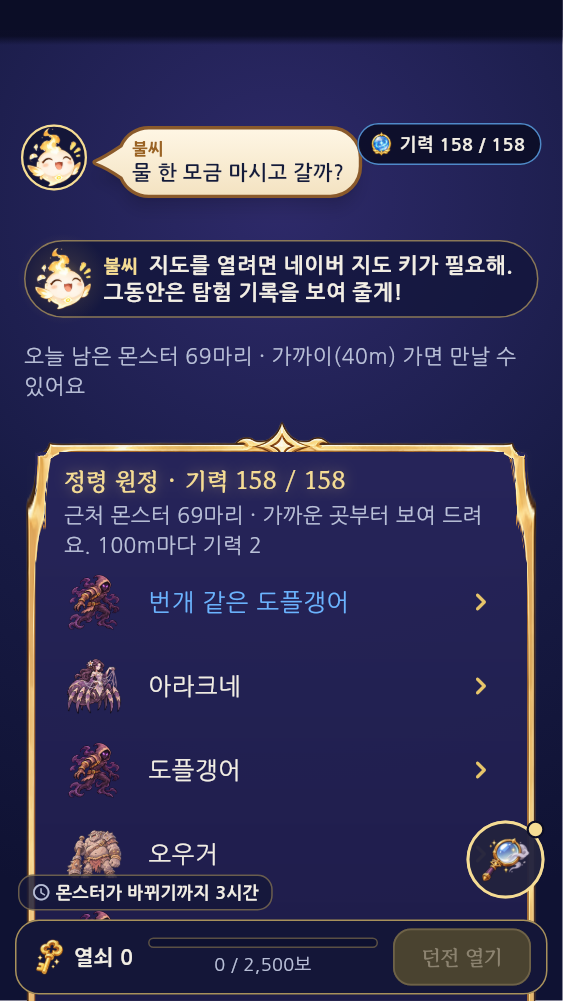 불씨
물 한 모금 마시고 갈까?
기력 158 / 158
불씨 지도를 열려면 네이버 지도 키가 필요해.
그동안은 탐험 기록을 보여 줄게!
오늘 남은 몬스터 69마리 · 가까이(40m) 가면 만날 수
있어요
정령 원정 · 기력 158 / 158
근처 몬스터 69마리 · 가까운 곳부터 보여 드려
요. 100m마다 기력 2
번개 같은 도플갱어
아라크네
도플갱어
오우거
몬스터가 바뀌기까지 3시간
열쇠 0
0 / 2,500보
던전 열기